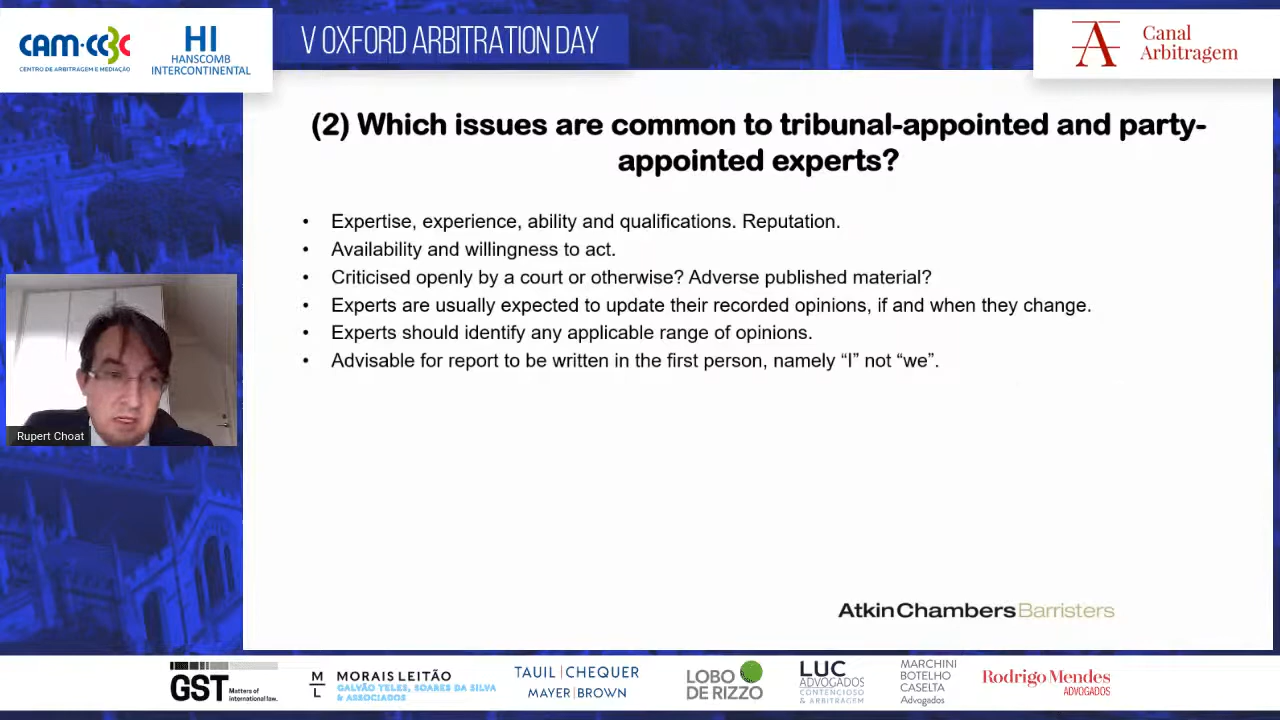 CAM-CCBC
CENTRO DE ARBITRAGEM E MEDIAÇÃO
HI
HANSCOMB
INTERCONTINENTAL
V OXFORD ARBITRATION DAY
Canal
Arbitragem
(2) Which issues are common to tribunal-appointed and party-
appointed experts?
• Expertise, experience, ability and qualifications. Reputation.
• Availability and willingness to act.
• Criticised openly by a court or otherwise? Adverse published material?
• Experts are usually expected to update their recorded opinions, if and when they change.
• Experts should identify any applicable range of opinions.
• Advisable for report to be written in the first person, namely “I” not “we”.
Rupert Choat
AtkinChambersBarristers
GST Matters of
international law.
M
L
MORAIS LEITÃO
GALVÃO TELES, SOARES DA SILVA
& ASSOCIADOS
TAUIL | CHEQUER
MAYER | BROWN
LOBO
DE RIZZO
LUC
ADVOGADOS
CONTENCIOSO
& ARBITRAGEM
MARCHINI
BOTELHO
CASELTA
Advogados
Rodrigo Mendes
ADVOGADOS